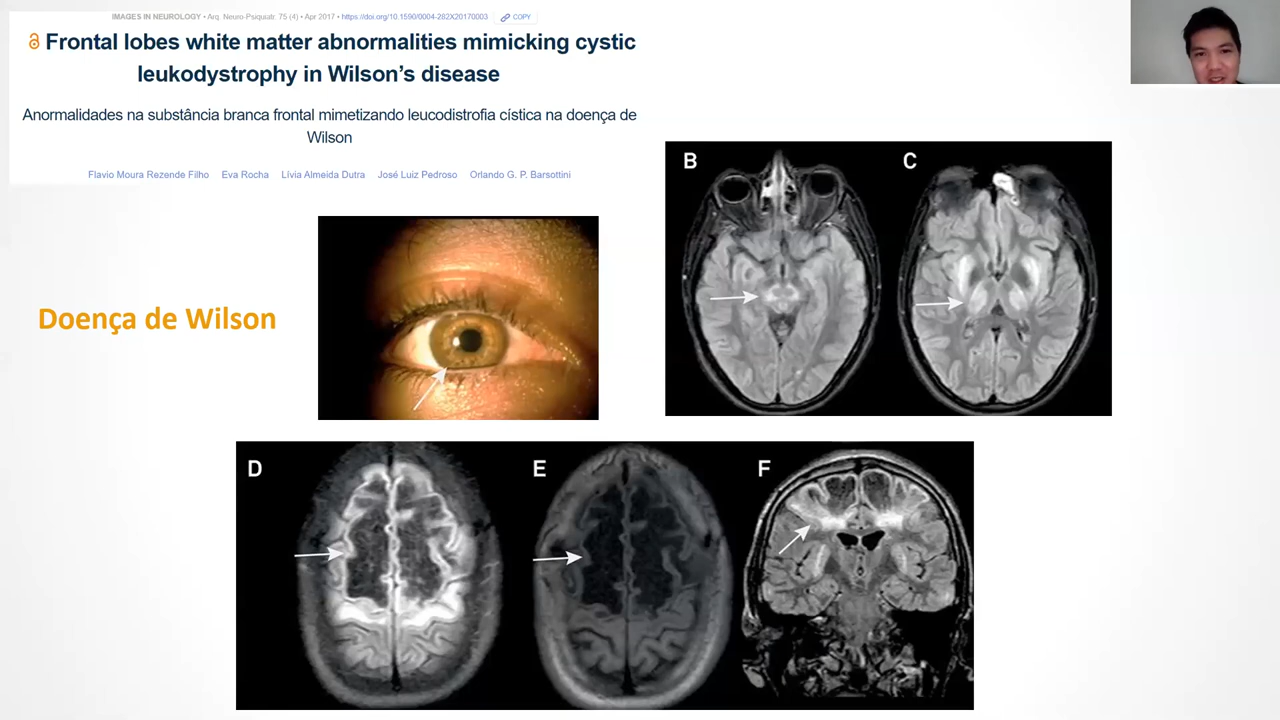 IMAGES IN NEUROLOGY • Arq. Neuro-Psiquiatr. 75 (4) • Apr 2017 • https://doi.org/10.1590/0004-282X20170003 COPY
Frontal lobes white matter abnormalities mimicking cystic
leukodystrophy in Wilson’s disease
Anormalidades na substância branca frontal mimetizando leucodistrofia cística na doença de
Wilson
Flavio Moura Rezende Filho Eva Rocha Lívia Almeida Dutra José Luiz Pedroso Orlando G. P. Barsottini
B C
Doença de Wilson
D E F